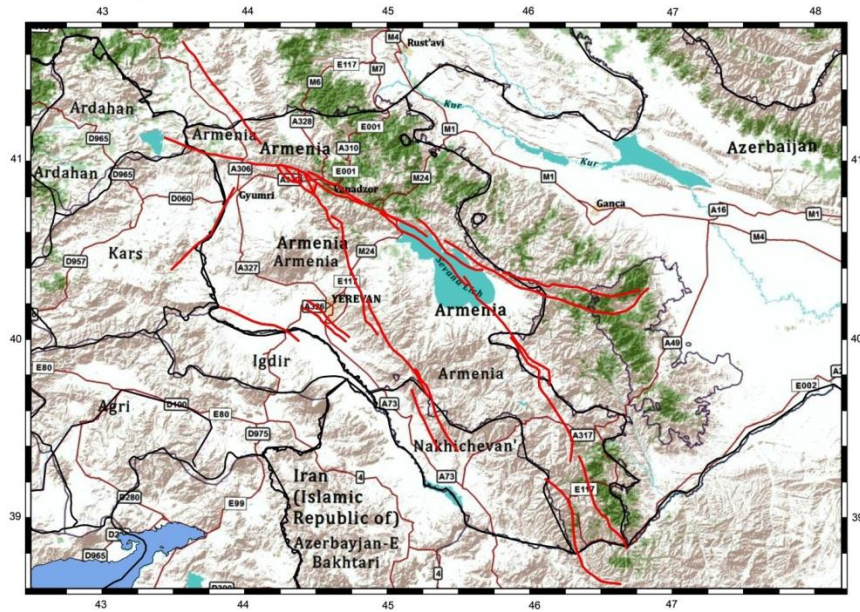 43 44 45 46 47 48
M4
Rust'avi
E117
M6
M7
Ardahan
Kur
A328
E001
M1
D965
Armenia
41
Armenia
A310
Kur
Azerbaijan
41
Ardahan
D965
A306
E001
M24
M1
Vanadzor
D060
Gyumri
Ganca
A16
M1
Kars
Armenia
M24
M4
D957
Armenia
A327
E117
Sevana Lich
YEREVAN
Armenia
40
A49
40
Igdir
E80
Armenia
E002
Agri
D100
E80
A73
D975
Nakhichevan'
A317
Iran
(Islamic
Republic of)
4
A73
E117
39
D280
E99
39
Azerbayjan-E
Bakhtari
D965
4
43 44 45 46 47 48